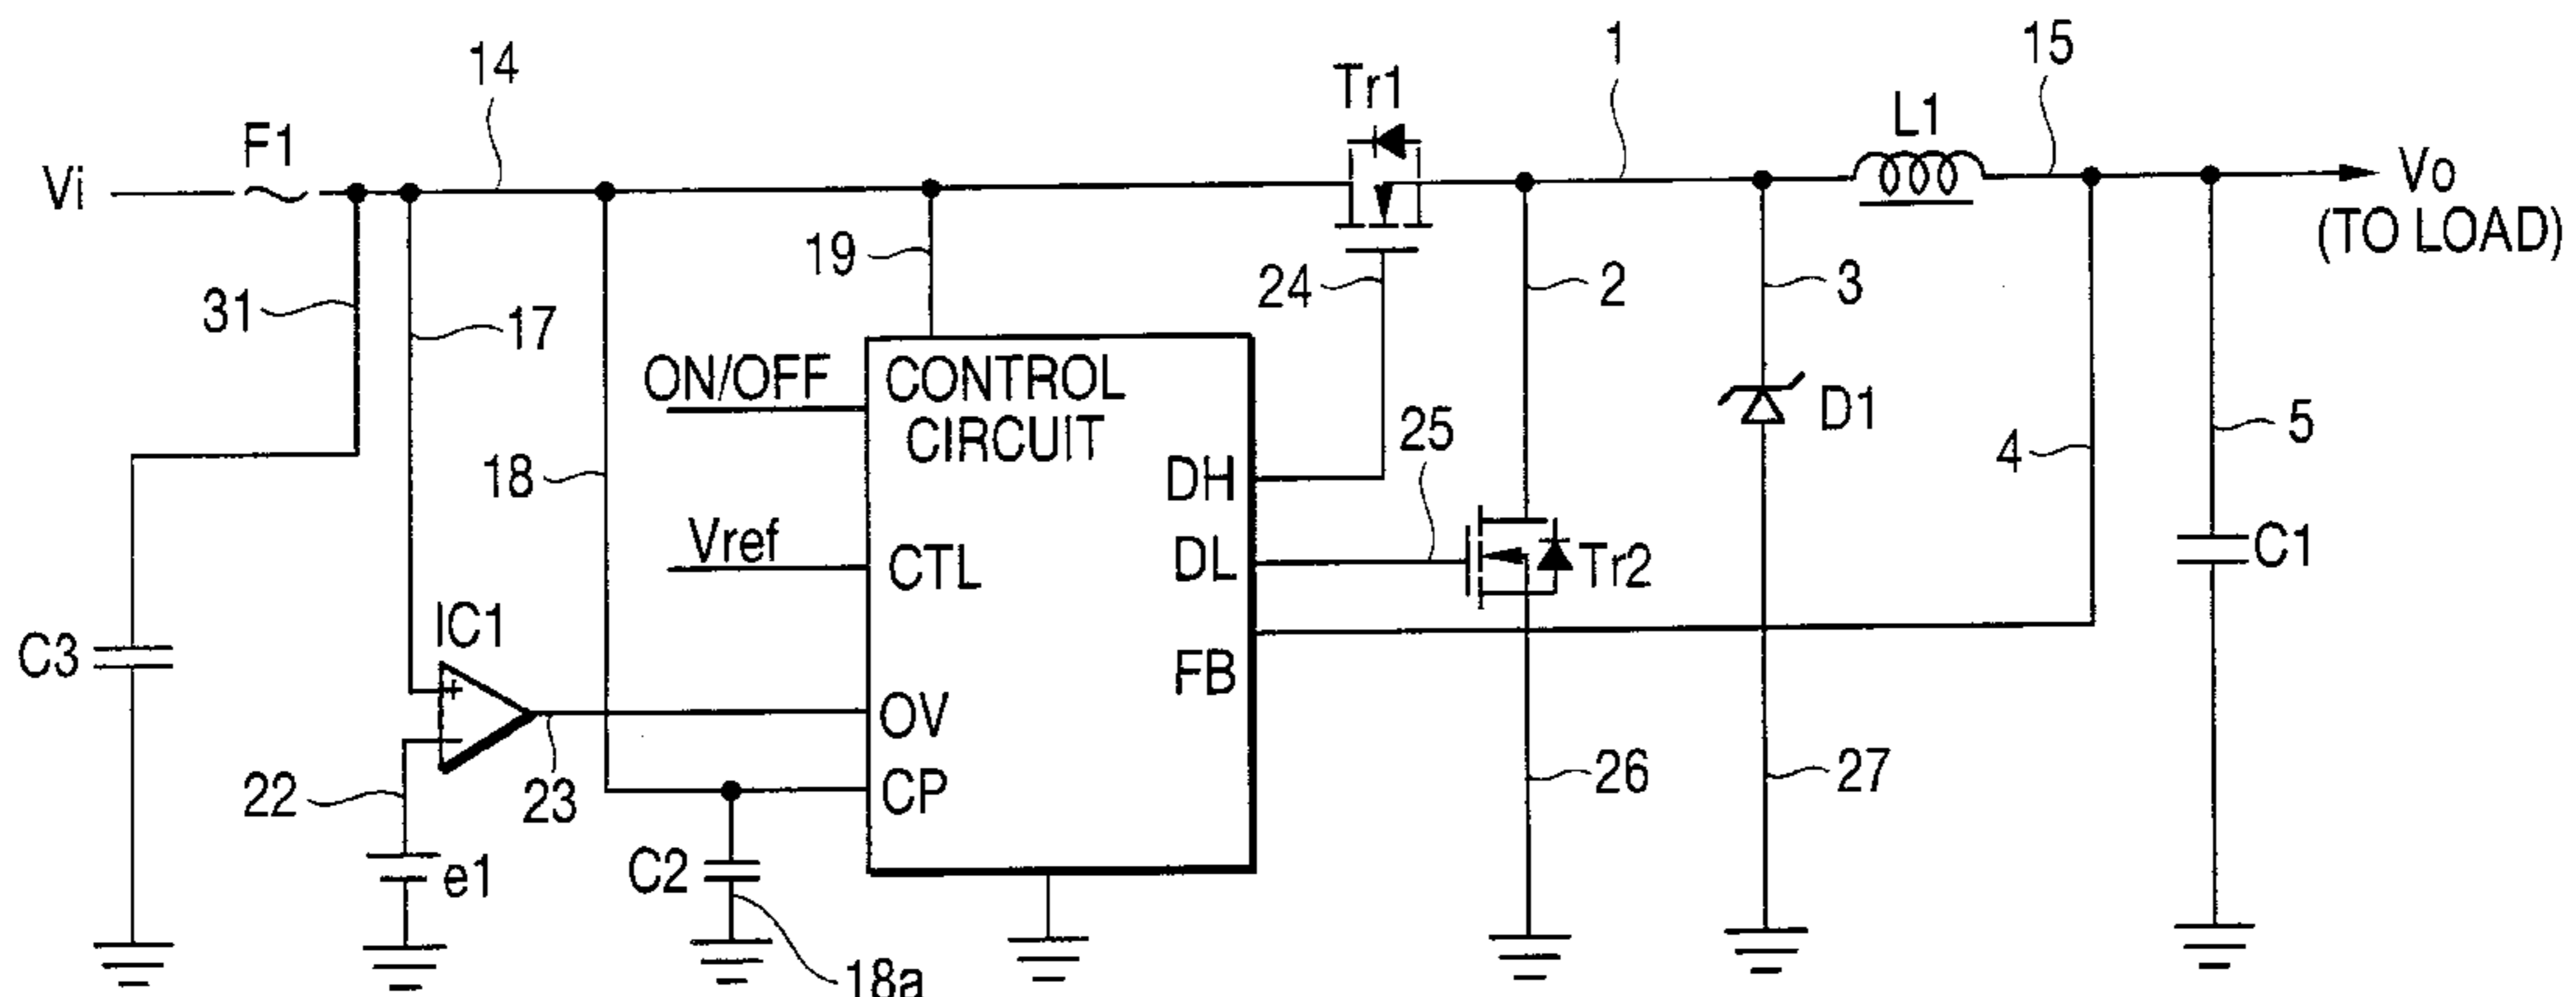 14
1
15
Tr1
L1
F1
Vi
Vo
(TO LOAD)
19
24
2
3
31
17
ON/OFF
CONTROL
CIRCUIT
D1
25
5
4
18
DH
Vref
CTL
DL
Tr2
C1
IC1
C3
+
−
FB
OV
22
23
CP
26
27
e1
C2
18a